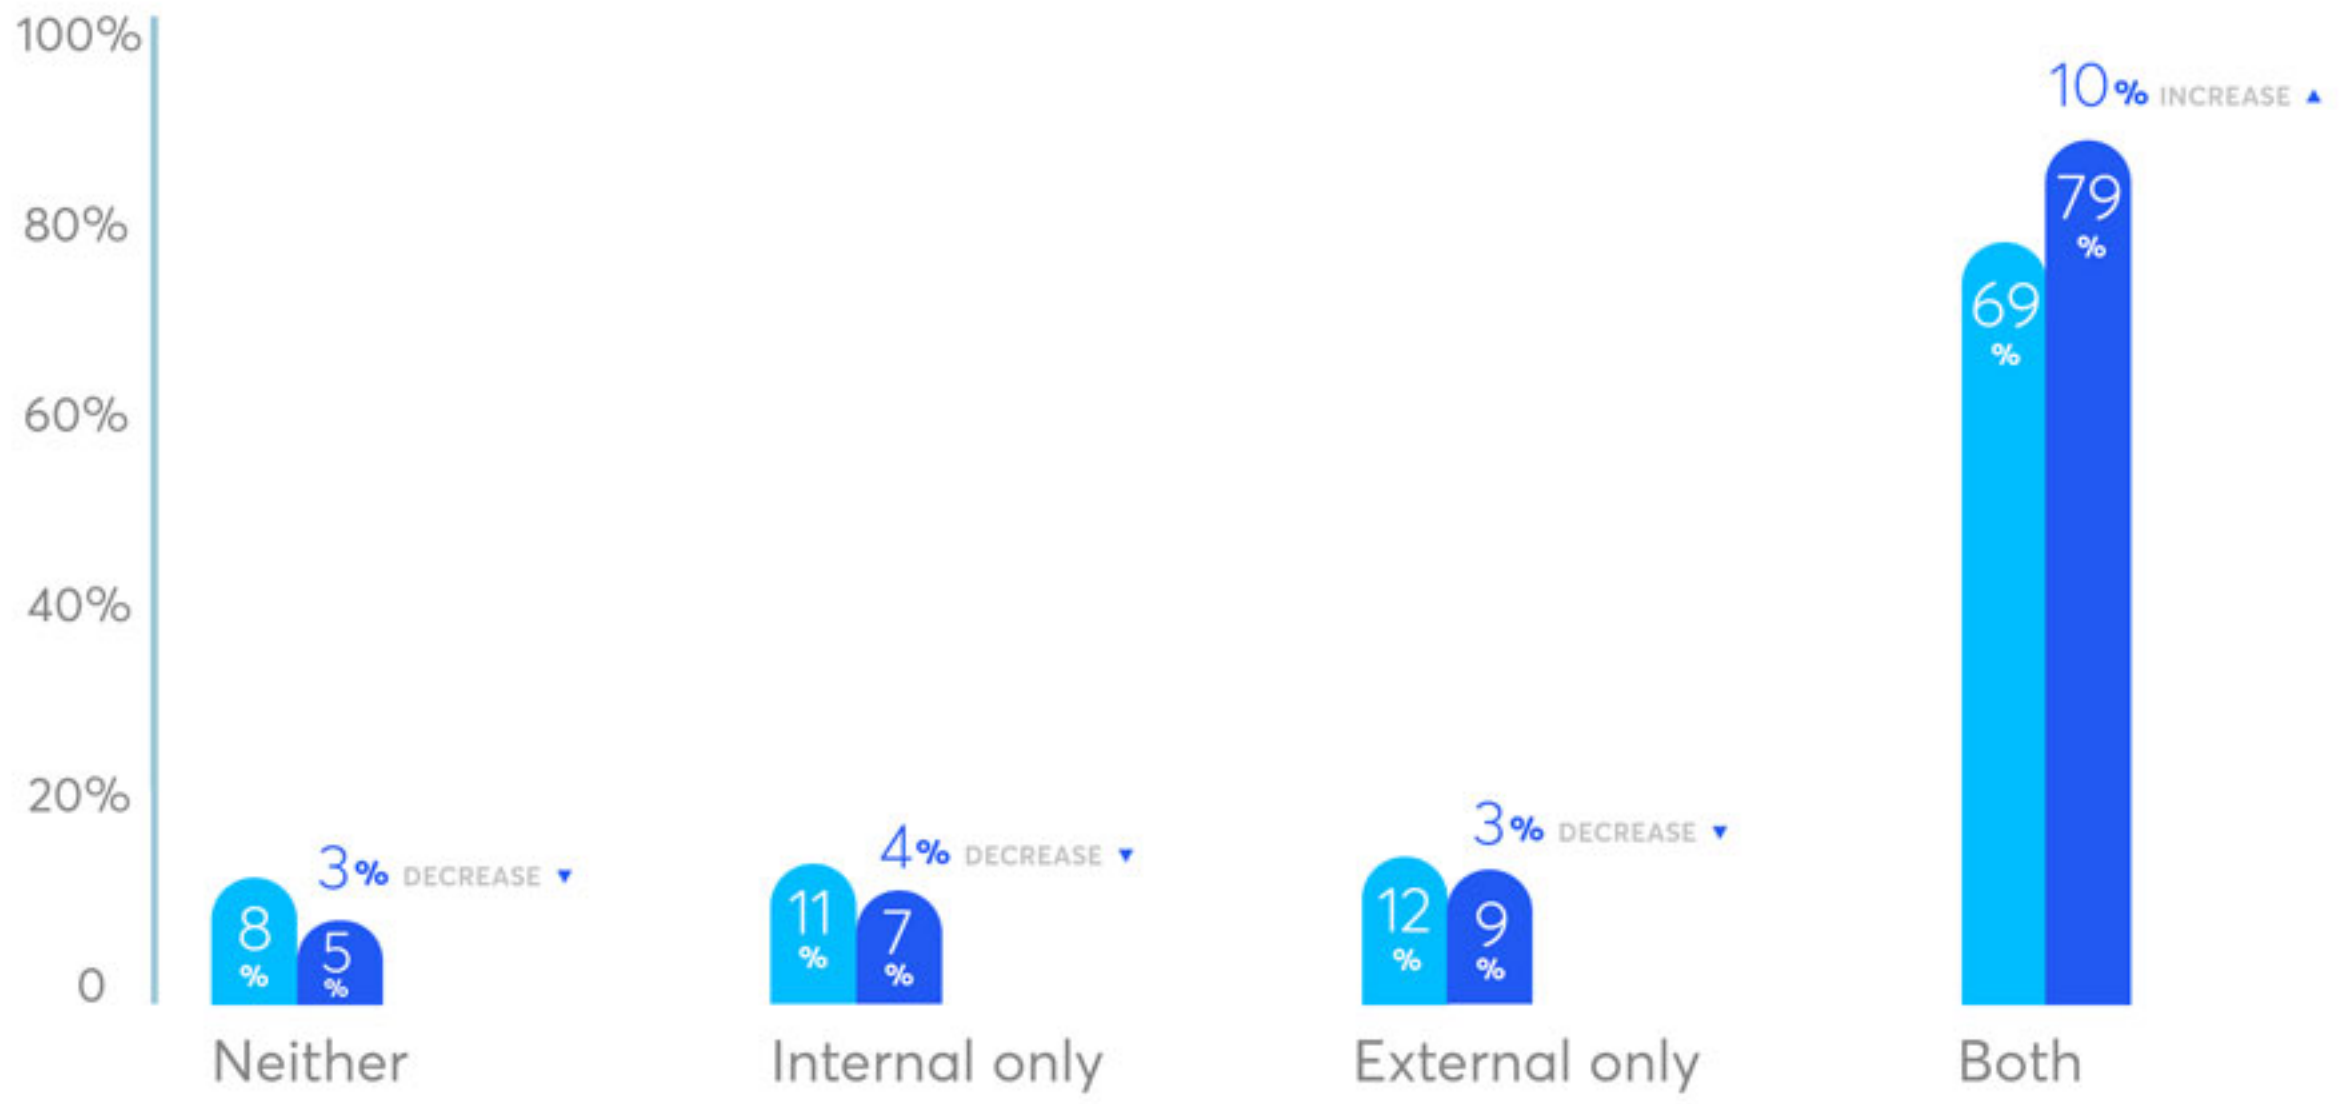 100%
80%
60%
40%
20%
0
3% DECREASE ▼
8
%
5
%
Neither
4% DECREASE ▼
11
%
7
%
Internal only
3% DECREASE ▼
12
%
9
%
External only
10% INCREASE ▲
69
%
79
%
Both